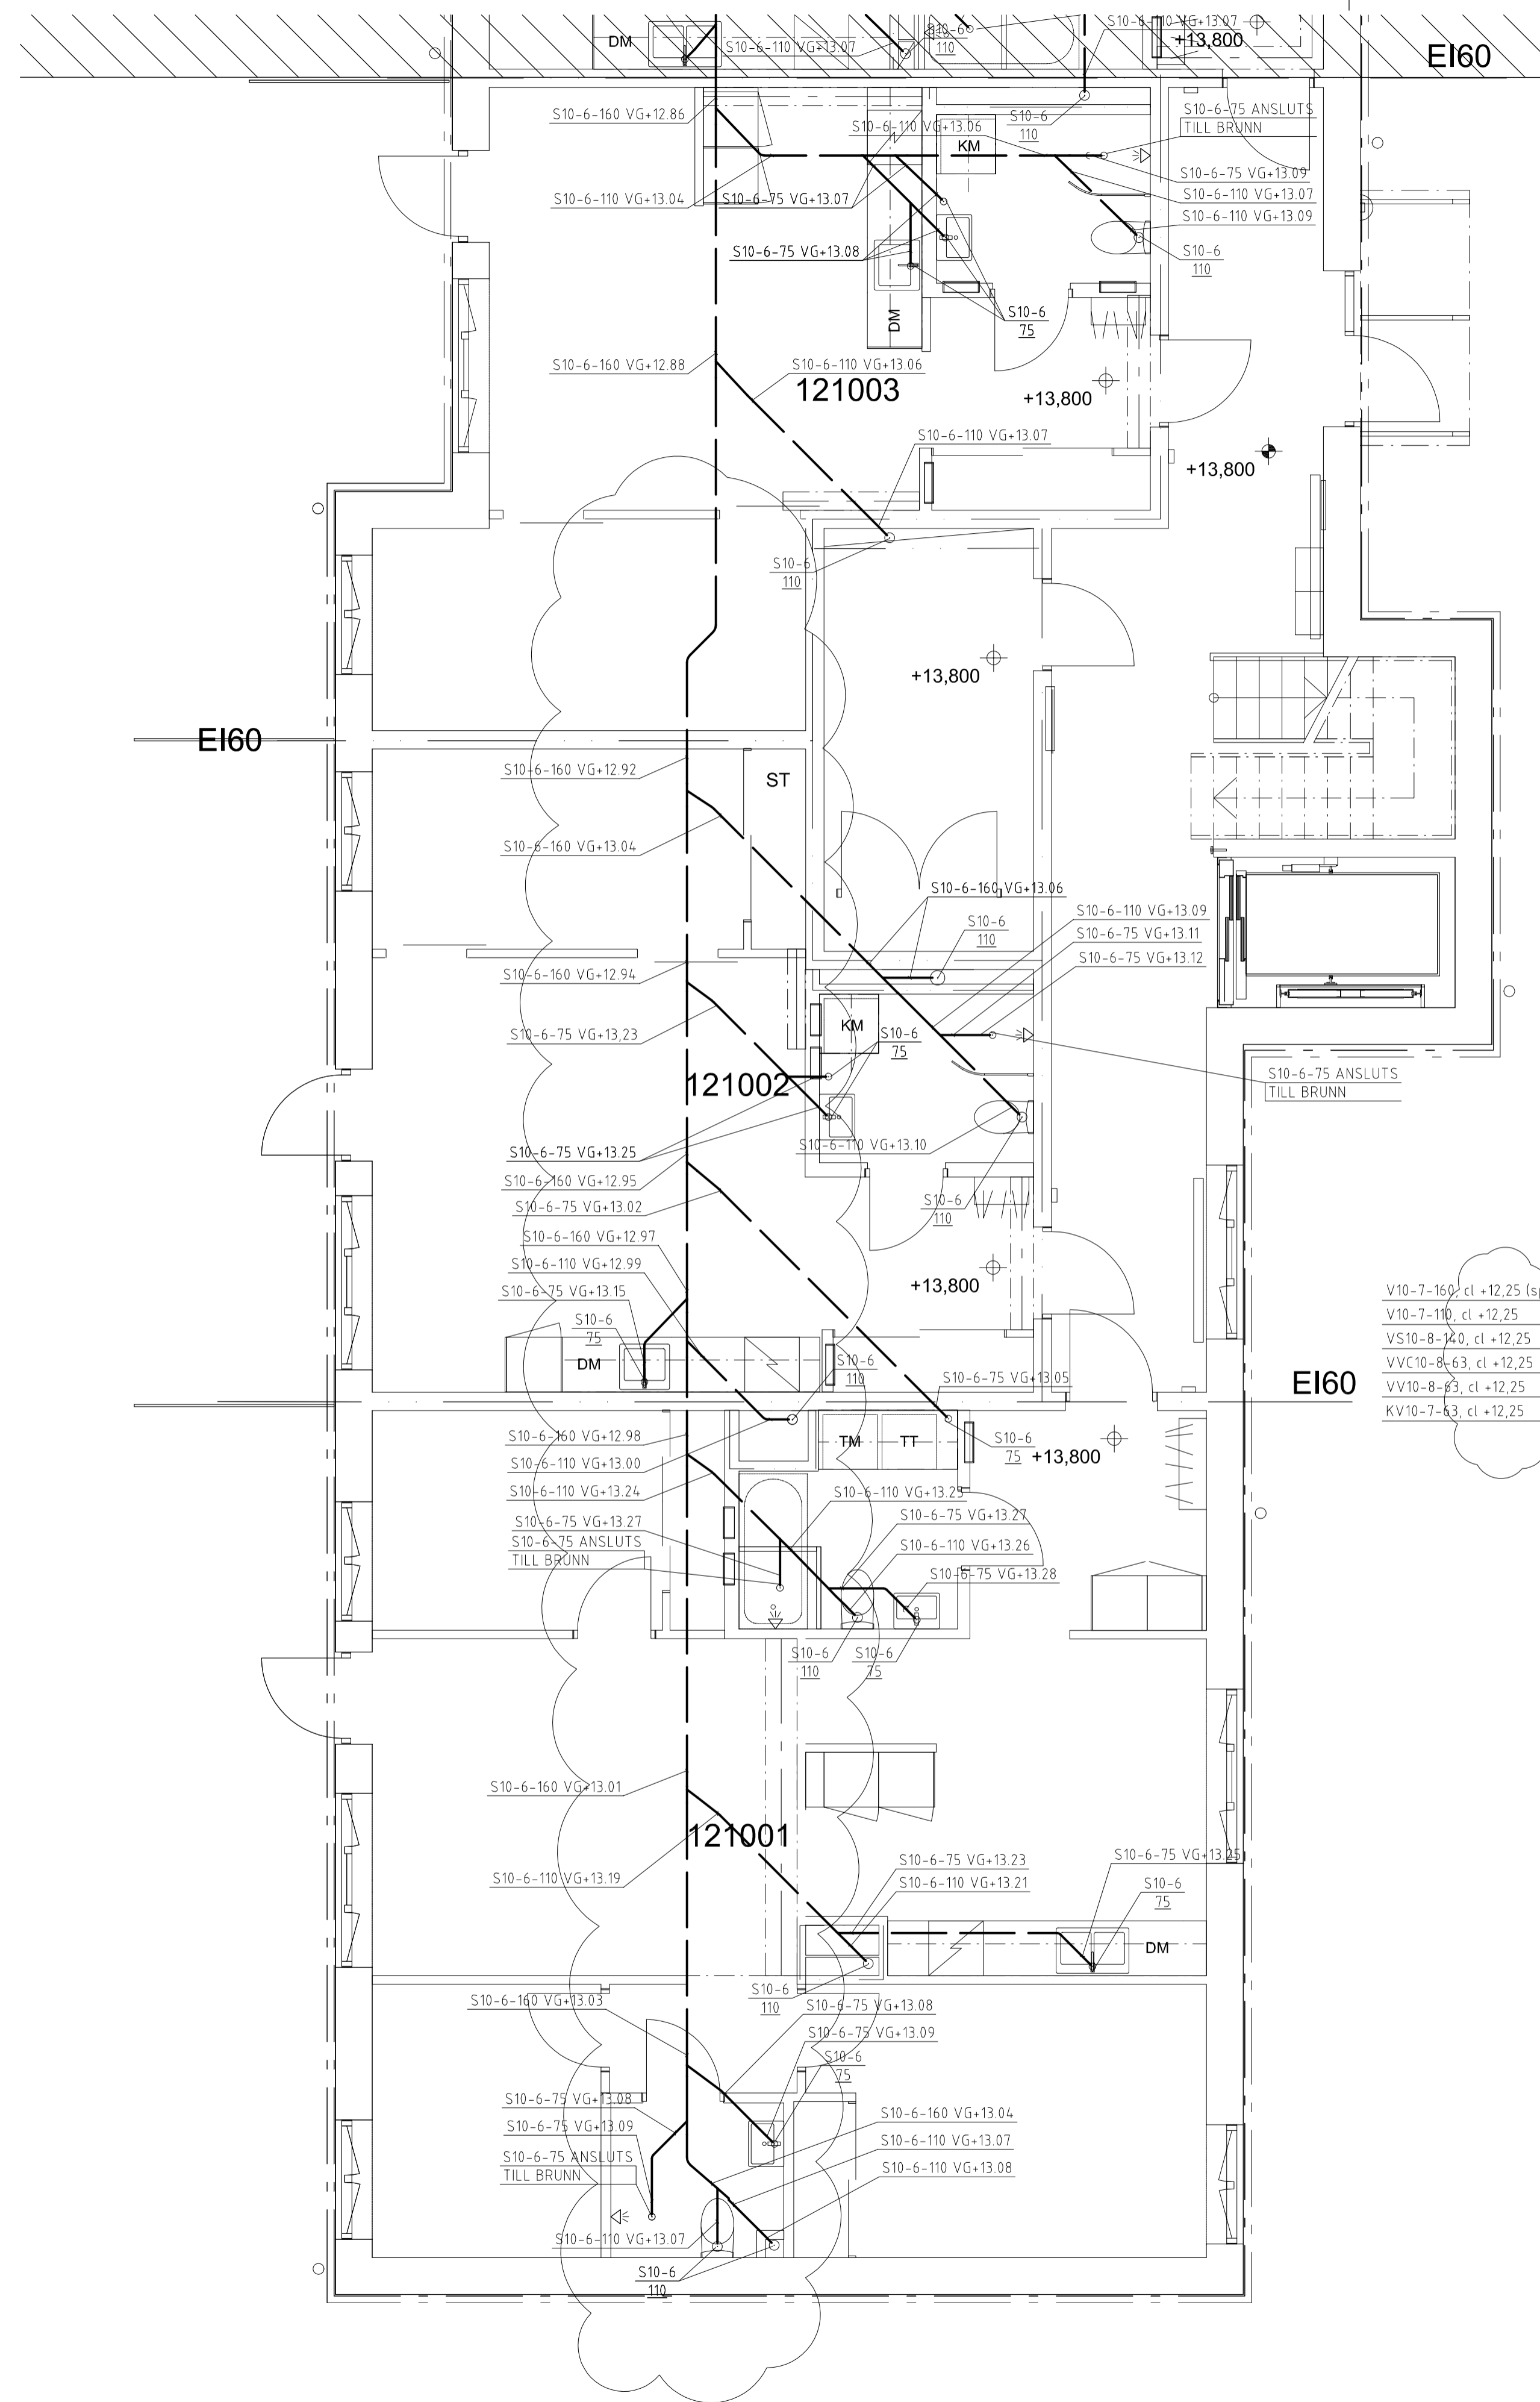 DM
S10-6-110 VG+13.07
S10-6
110
S10-6-110 VG+13.07
+13,800
EI60
S10-6-160 VG+12.86
S10-6-110 VG+13.06
S10-6
110
S10-6-75 ANSLUTS
TILL BRUNN
KM
S10-6-75 VG+13.09
S10-6-110 VG+13.04
S10-6-75 VG+13.07
S10-6-110 VG+13.07
S10-6-110 VG+13.09
S10-6-75 VG+13.08
S10-6
110
S10-6
75
DM
S10-6-160 VG+12.88
S10-6-110 VG+13.06
121003
+13,800
S10-6-110 VG+13.07
+13,800
S10-6
110
+13,800
EI60
S10-6-160 VG+12.92
ST
S10-6-160 VG+13.04
S10-6-160 VG+13.06
S10-6-110 VG+13.09
S10-6
110
S10-6-75 VG+13.11
S10-6-75 VG+13.12
S10-6-160 VG+12.94
KM
S10-6-75 VG+13,23
S10-6
75
S10-6-75 ANSLUTS
TILL BRUNN
121002
S10-6-110 VG+13.10
S10-6-75 VG+13.25
S10-6-160 VG+12.95
S10-6-75 VG+13.02
S10-6
110
S10-6-160 VG+12.97
S10-6-110 VG+12.99
S10-6-75 VG+13.15
+13,800
V10-7-160, cl +12,25 (s
V10-7-110, cl +12,25
VS10-8-140, cl +12,25
VVC10-8-63, cl +12,25
VV10-8-63, cl +12,25
KV10-7-63, cl +12,25
S10-6
75
DM
S10-6
110
S10-6-75 VG+13.05
EI60
S10-6-160 VG+12.98
TM
TT
S10-6
75
+13,800
S10-6-110 VG+13.00
S10-6-110 VG+13.24
S10-6-110 VG+13.25
S10-6-75 VG+13.27
S10-6-75 VG+13.27
S10-6-75 ANSLUTS
TILL BRUNN
S10-6-110 VG+13.26
S10-6-75 VG+13.28
S10-6
110
S10-6
75
S10-6-160 VG+13.01
121001
S10-6-110 VG+13.19
S10-6-75 VG+13.23
S10-6-75 VG+13.25
S10-6-110 VG+13.21
S10-6
75
DM
S10-6
110
S10-6-160 VG+13.03
S10-6-75 VG+13.08
S10-6-75 VG+13.09
S10-6
75
S10-6-75 VG+13.08
S10-6-160 VG+13.04
S10-6-75 VG+13.09
S10-6-110 VG+13.07
S10-6-75 ANSLUTS
TILL BRUNN
S10-6-110 VG+13.08
S10-6-110 VG+13.07
S10-6
110